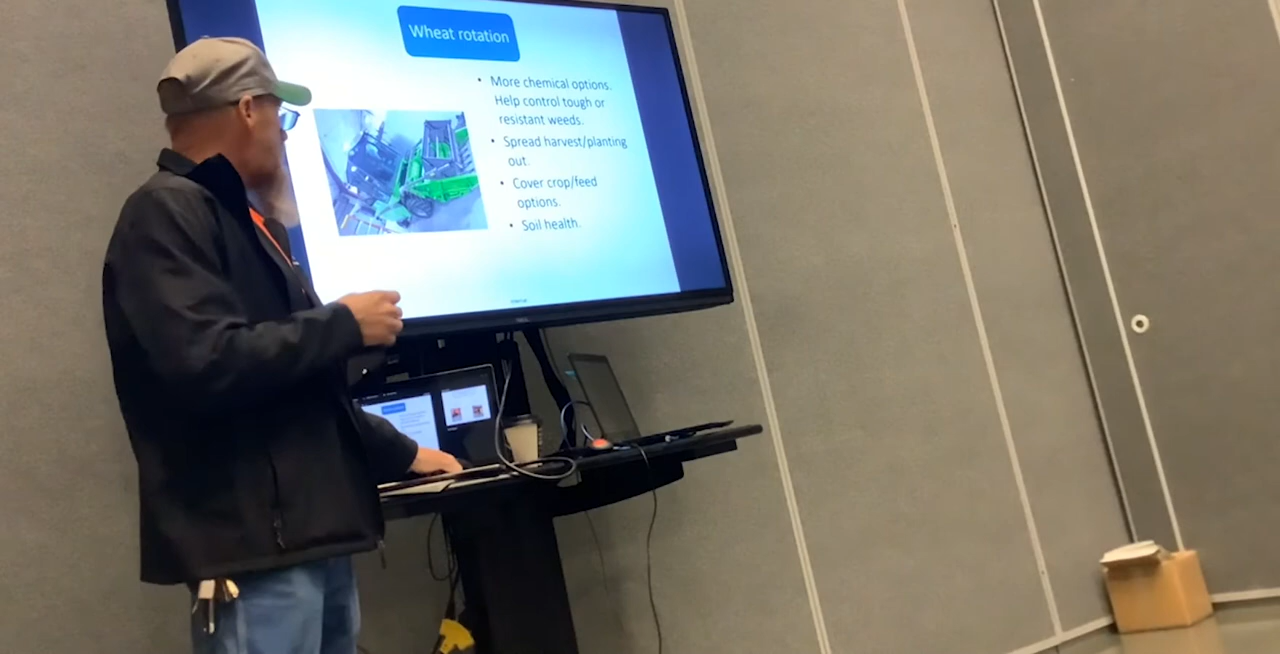 Wheat rotation
• More chemical options.
Help control tough or
resistant weeds.
• Spread harvest/planting
out.
• Cover crop/feed
options.
• Soil health.